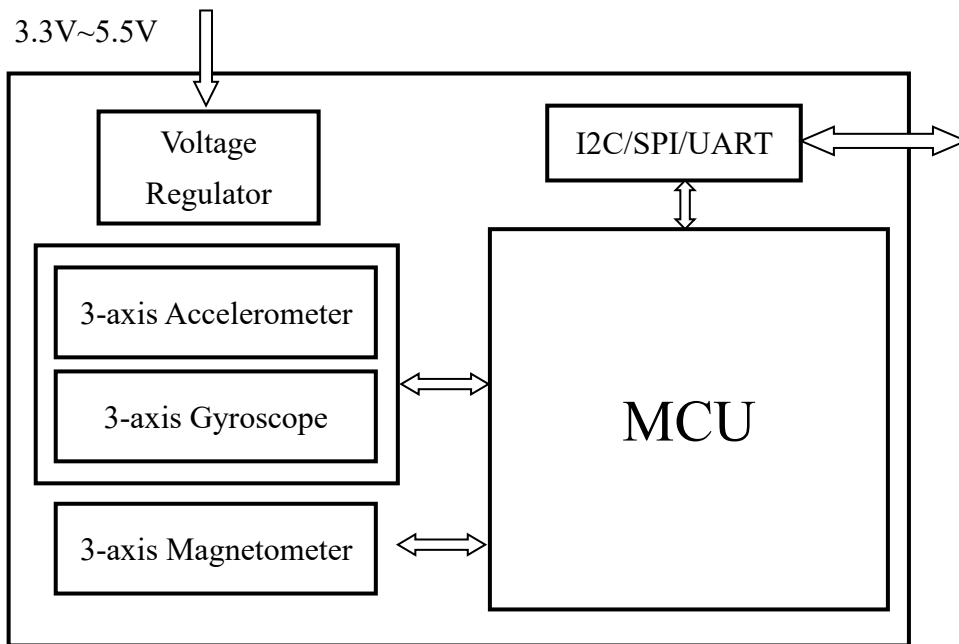 3.3V~5.5V
Voltage
Regulator
I2C/SPI/UART
3-axis Accelerometer
3-axis Gyroscope
MCU
3-axis Magnetometer